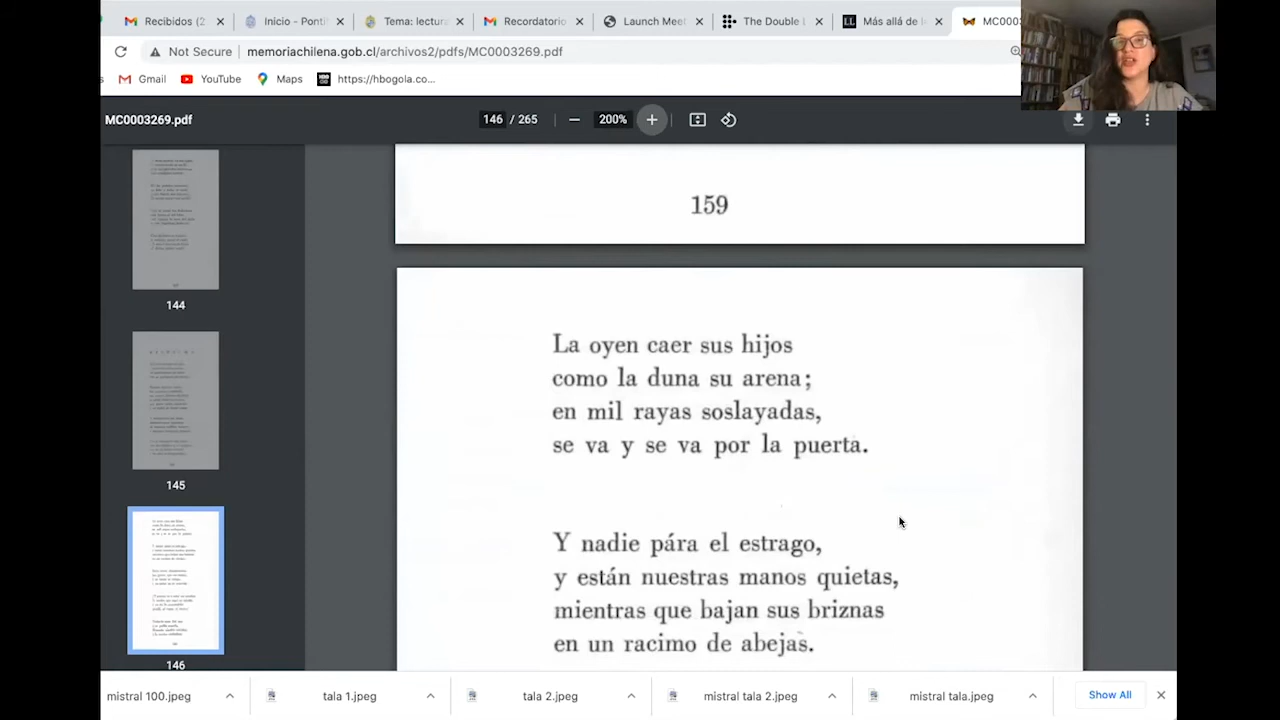 Recibidos (2
Inicio - Ponti
Tema: lectura
Recordatorio
Launch Meet
The Double
Más allá de l
MC0003
Not Secure
memoriachilena.gob.cl/archivos2/pdfs/MC0003269.pdf
s
Gmail
YouTube
Maps
https://hbogola.co...
MC0003269.pdf
146 / 265
200%
159
La oyen caer sus hijos
como la duna su arena;
en mil rayas soslayadas,
se va y se va por la puerta.
Y nadie pára el estrago,
y están nuestras manos quietas,
mientras que bajan sus briznas
en un racimo de abejas.
144
145
146
mistral 100.jpeg
tala 1.jpeg
tala 2.jpeg
mistral tala 2.jpeg
mistral tala.jpeg
Show All